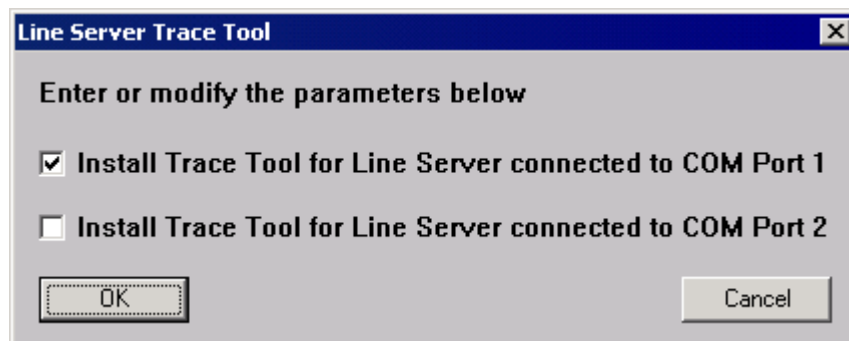 Line Server Trace Tool
Enter or modify the parameters below
Install Trace Tool for Line Server connected to COM Port 1
Install Trace Tool for Line Server connected to COM Port 2
OK
Cancel